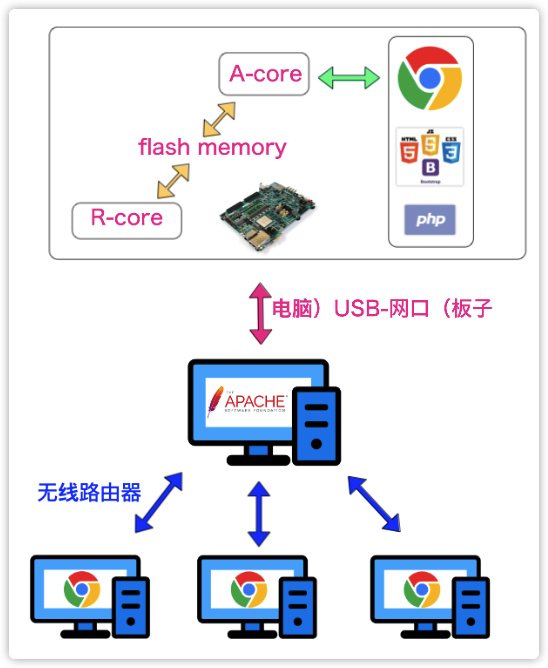 A-core
flash memory
R-core
HTML
JS
CSS
5
5
3
B
Bootstrap
php
电脑）USB-网口（板子
THE
APACHE
SOFTWARE FOUNDATION
无线路由器